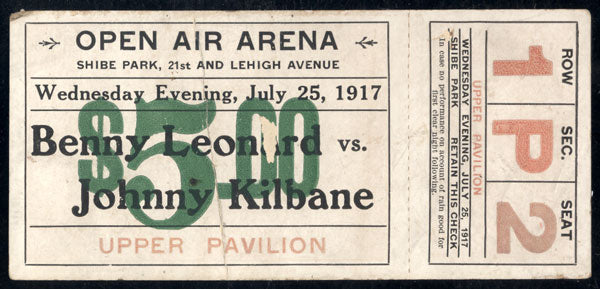 OPEN AIR ARENA
SHIBE PARK, 21st AND LEHIGH AVENUE
Wednesday Evening, July 25, 1917
$5.00
Benny Leonard vs.
Johnny Kilbane
UPPER PAVILION
ROW SEC. SEAT
1 P 2
UPPER PAVILION
WEDNESDAY EVENING, JULY 25, 1917
SHIBE PARK RETAIN THIS CHECK
In case no performance on account of rain good for
first clear night following.